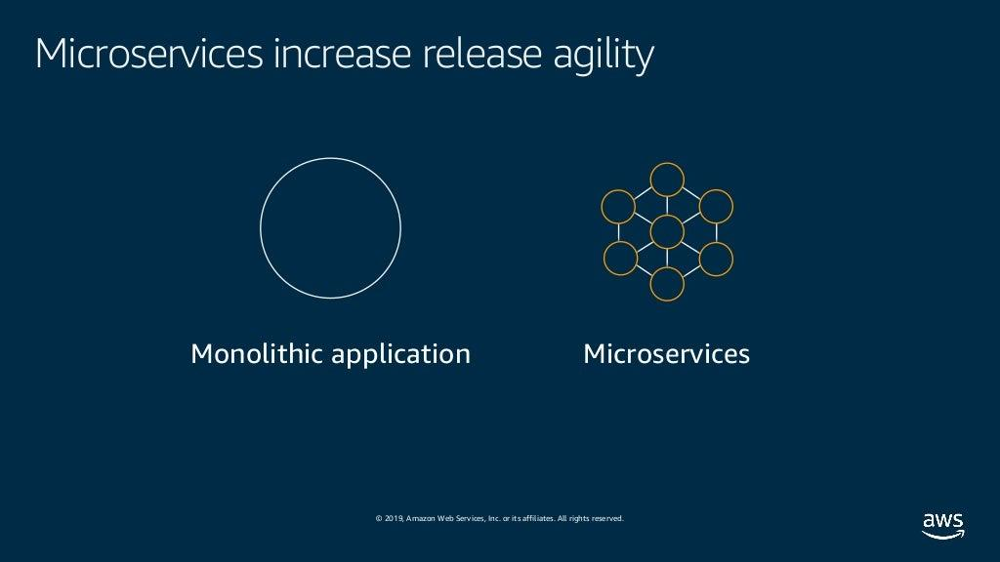 Microservices increase release agility
Monolithic application
Microservices
© 2019, Amazon Web Services, Inc. or its affiliates. All rights reserved.
aws